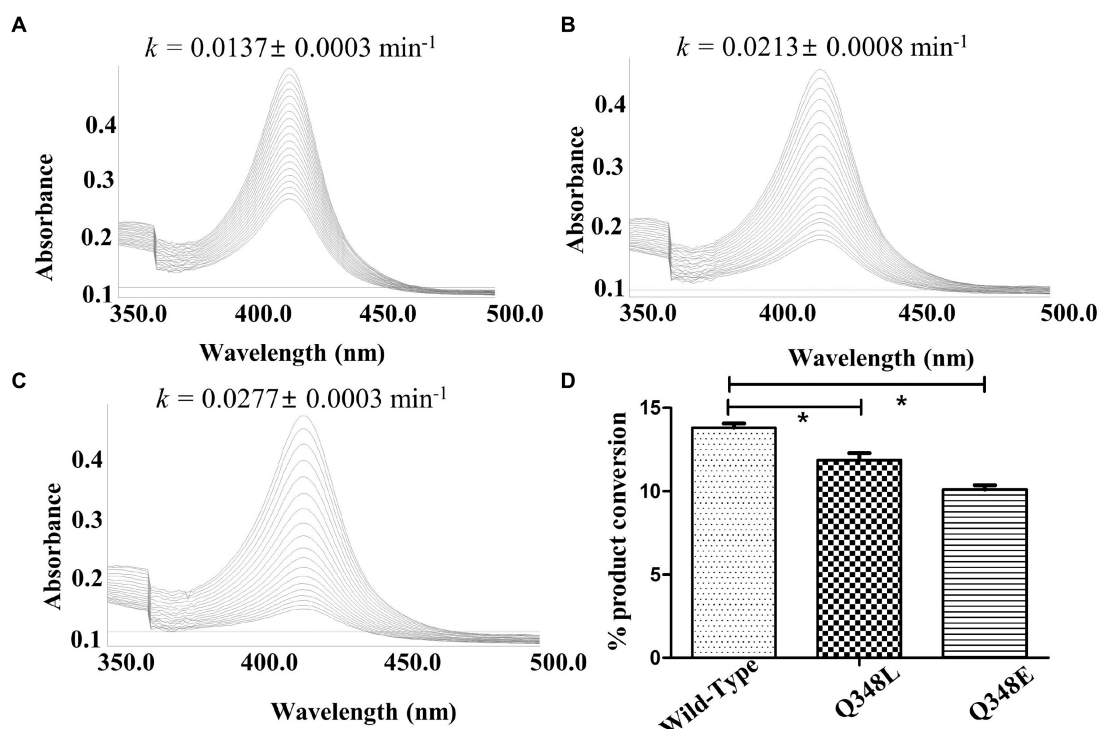 A
k = 0.0137± 0.0003 min-1
Absorbance
0.4
0.3
0.2
0.1
350.0 400.0 450.0 500.0
Wavelength (nm)
B
k = 0.0213± 0.0008 min-1
Absorbance
0.4
0.3
0.2
0.1
350.0 400.0 450.0 500.0
Wavelength (nm)
C
k = 0.0277± 0.0003 min-1
Absorbance
0.4
0.3
0.2
0.1
350.0 400.0 450.0 500.0
Wavelength (nm)
D
% product conversion
15
10
5
0
*
*
Wild-Type
Q348L
Q348E